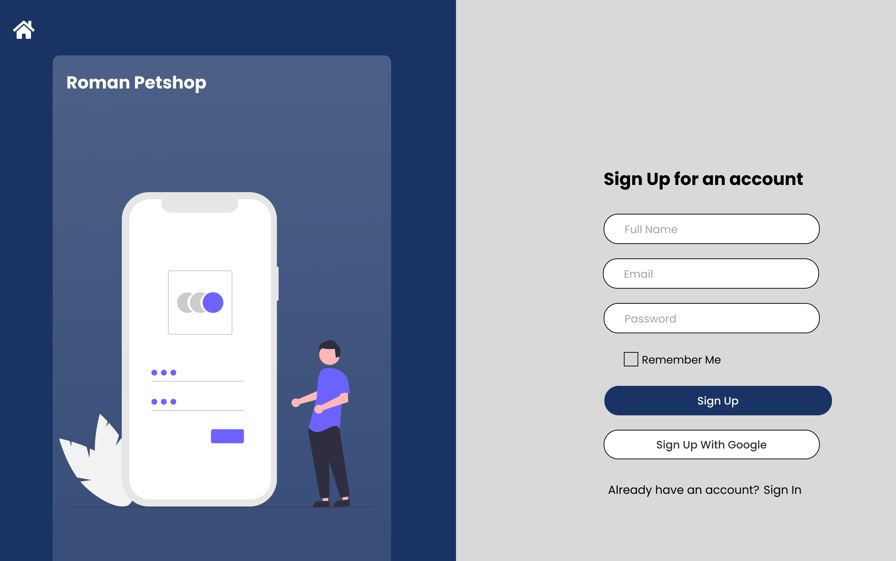 Roman Petshop
Sign Up for an account
Full Name
Email
Password
Remember Me
Sign Up
Sign Up With Google
Already have an account? Sign In